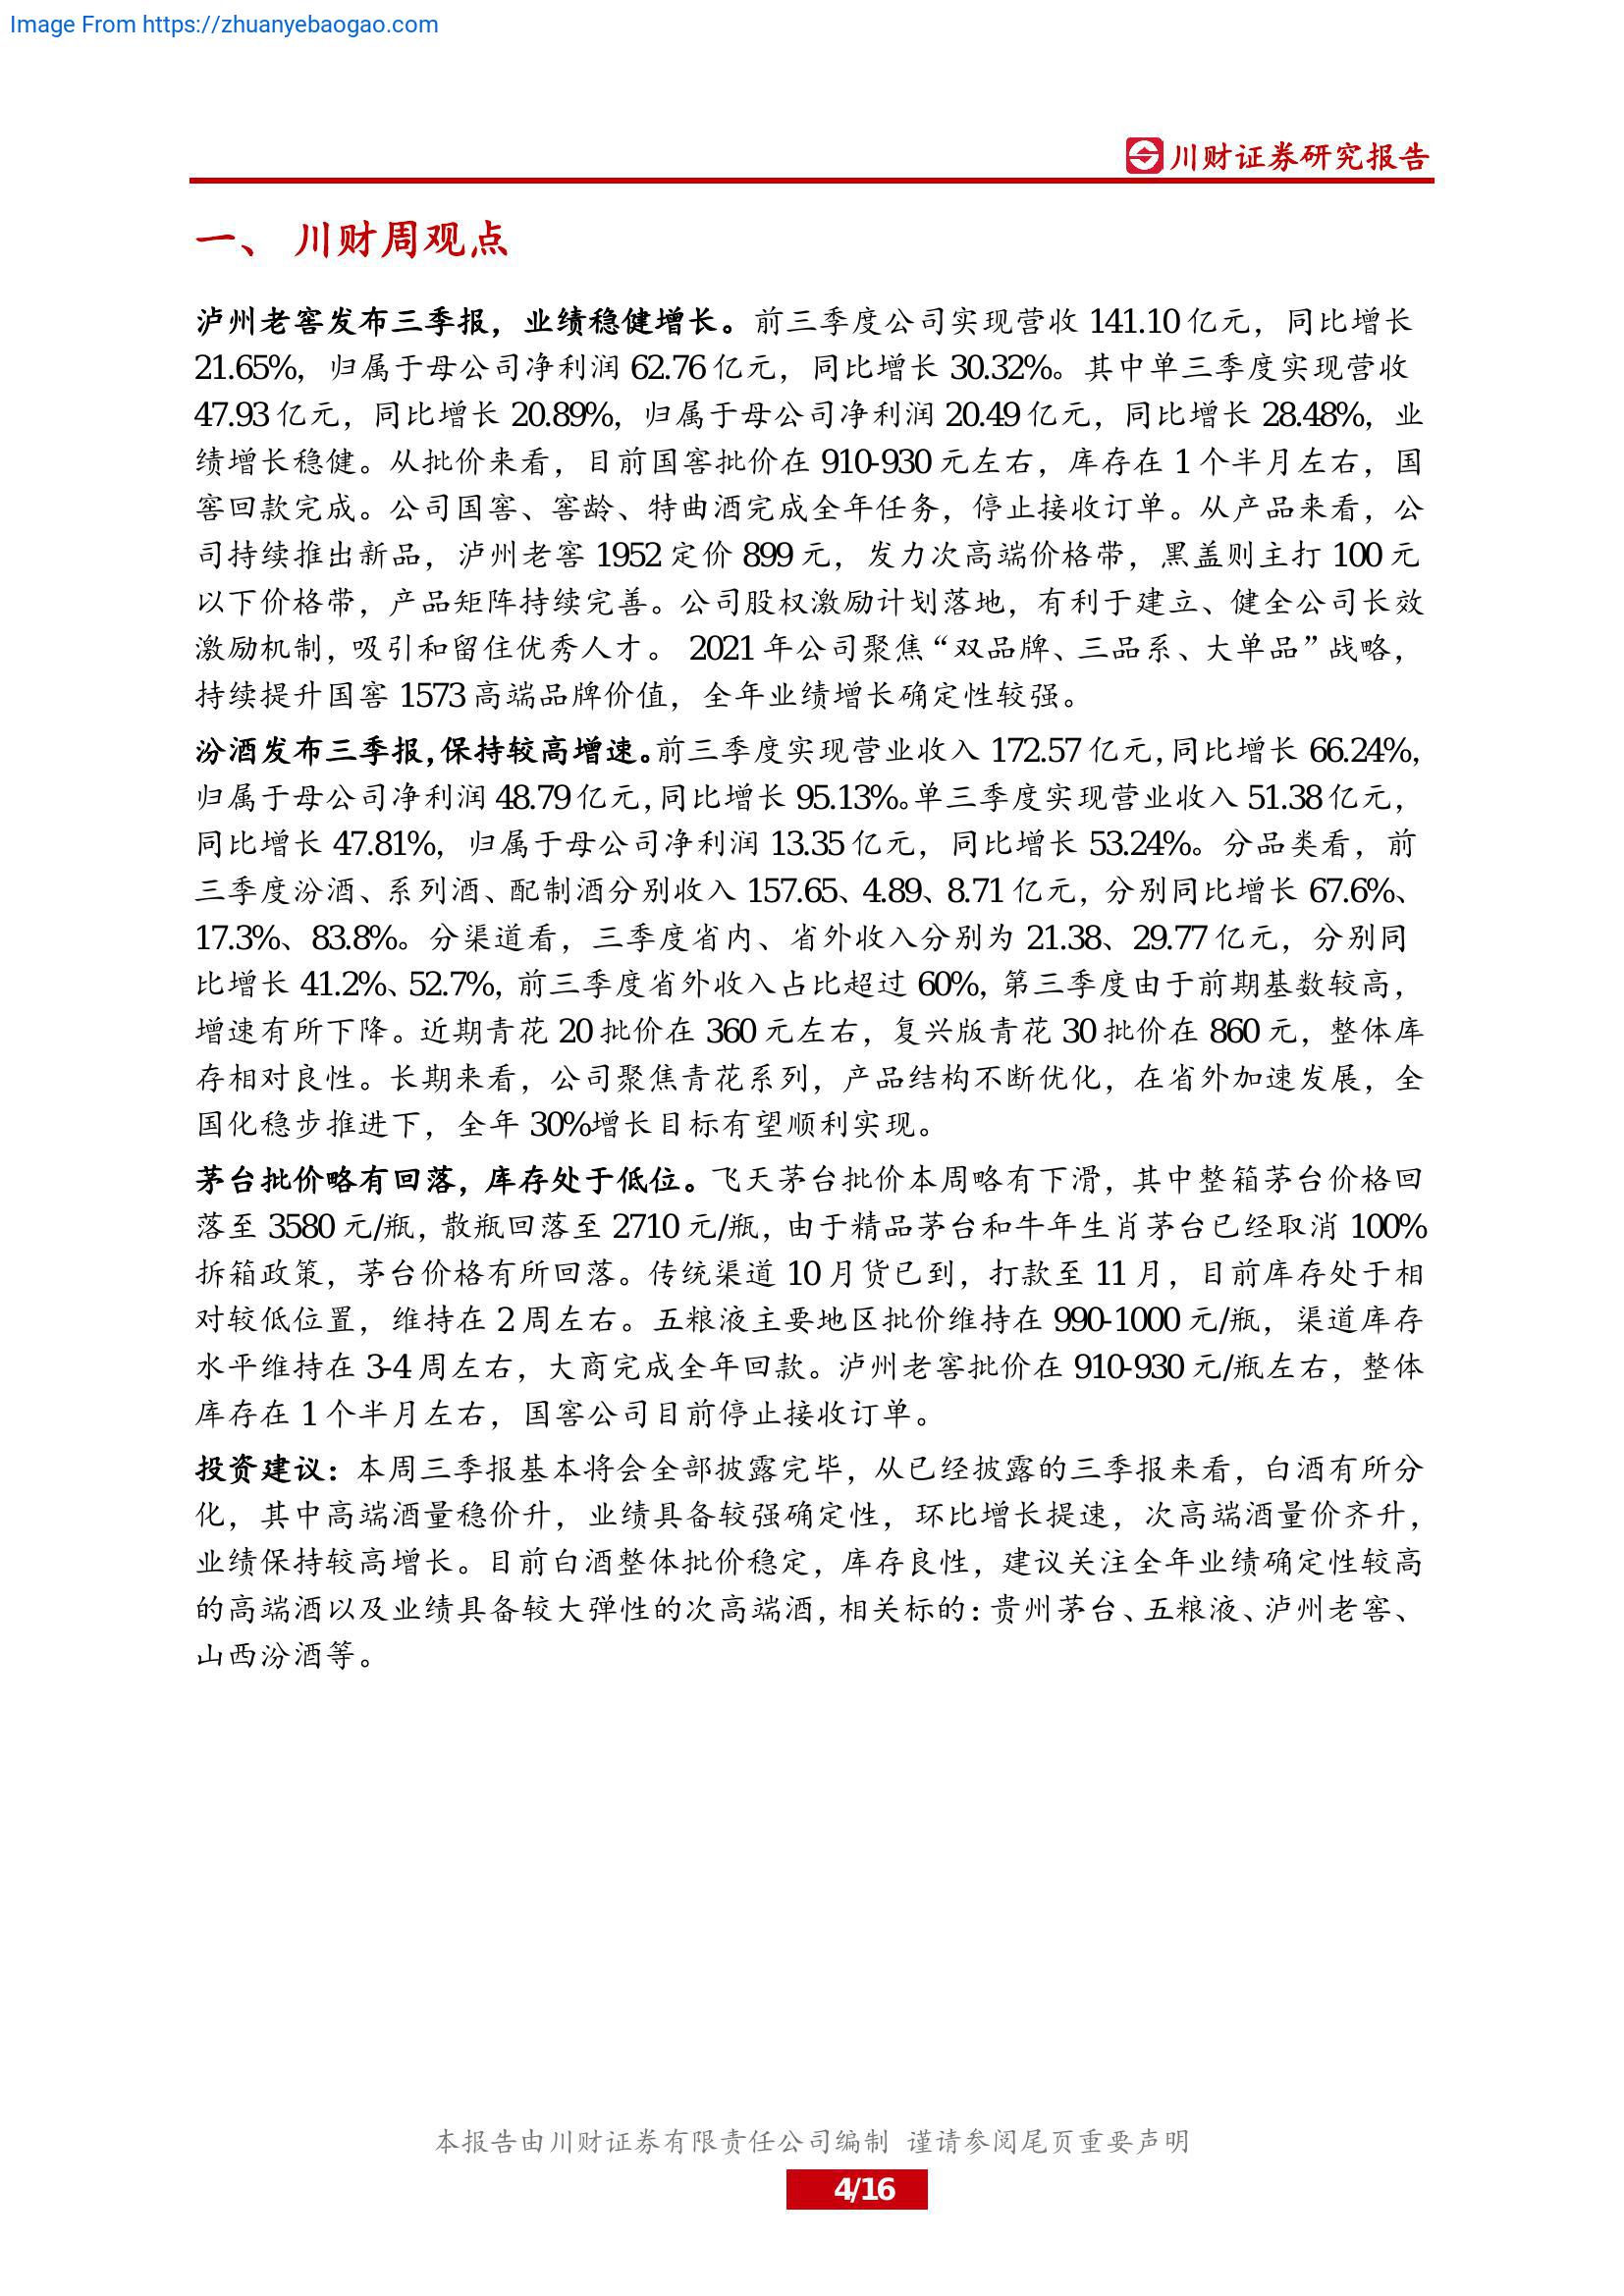 Image From https://zhuanyebaogao.com
川财证券研究报告
一、 川财周观点
泸州老窖发布三季报，业绩稳健增长。前三季度公司实现营收 141.10 亿元，同比增长
21.65%，归属于母公司净利润 62.76 亿元，同比增长 30.32%。其中单三季度实现营收
47.93 亿元，同比增长 20.89%，归属于母公司净利润 20.49 亿元，同比增长 28.48%，业
绩增长稳健。从批价来看，目前国窖批价在 910-930 元左右，库存在 1 个半月左右，国
窖回款完成。公司国窖、窖龄、特曲酒完成全年任务，停止接收订单。从产品来看，公
司持续推出新品，泸州老窖 1952 定价 899 元，发力次高端价格带，黑盖则主打 100 元
以下价格带，产品矩阵持续完善。公司股权激励计划落地，有利于建立、健全公司长效
激励机制，吸引和留住优秀人才。 2021 年公司聚焦“双品牌、三品系、大单品”战略，
持续提升国窖 1573 高端品牌价值，全年业绩增长确定性较强。
汾酒发布三季报，保持较高增速。前三季度实现营业收入 172.57 亿元，同比增长 66.24%，
归属于母公司净利润 48.79 亿元，同比增长 95.13%。单三季度实现营业收入 51.38 亿元，
同比增长 47.81%，归属于母公司净利润 13.35 亿元，同比增长 53.24%。分品类看，前
三季度汾酒、系列酒、配制酒分别收入 157.65、4.89、8.71 亿元，分别同比增长 67.6%、
17.3%、83.8%。分渠道看，三季度省内、省外收入分别为 21.38、29.77 亿元，分别同
比增长 41.2%、52.7%，前三季度省外收入占比超过 60%，第三季度由于前期基数较高，
增速有所下降。近期青花 20 批价在 360 元左右，复兴版青花 30 批价在 860 元，整体库
存相对良性。长期来看，公司聚焦青花系列，产品结构不断优化，在省外加速发展，全
国化稳步推进下，全年 30%增长目标有望顺利实现。
茅台批价略有回落，库存处于低位。飞天茅台批价本周略有下滑，其中整箱茅台价格回
落至 3580 元/瓶，散瓶回落至 2710 元/瓶，由于精品茅台和牛年生肖茅台已经取消 100%
拆箱政策，茅台价格有所回落。传统渠道 10 月货已到，打款至 11 月，目前库存处于相
对较低位置，维持在 2 周左右。五粮液主要地区批价维持在 990-1000 元/瓶，渠道库存
水平维持在 3-4 周左右，大商完成全年回款。泸州老窖批价在 910-930 元/瓶左右，整体
库存在 1 个半月左右，国窖公司目前停止接收订单。
投资建议：本周三季报基本将会全部披露完毕，从已经披露的三季报来看，白酒有所分
化，其中高端酒量稳价升，业绩具备较强确定性，环比增长提速，次高端酒量价齐升，
业绩保持较高增长。目前白酒整体批价稳定，库存良性，建议关注全年业绩确定性较高
的高端酒以及业绩具备较大弹性的次高端酒，相关标的：贵州茅台、五粮液、泸州老窖、
山西汾酒等。
本报告由川财证券有限责任公司编制 谨请参阅尾页重要声明
4/16